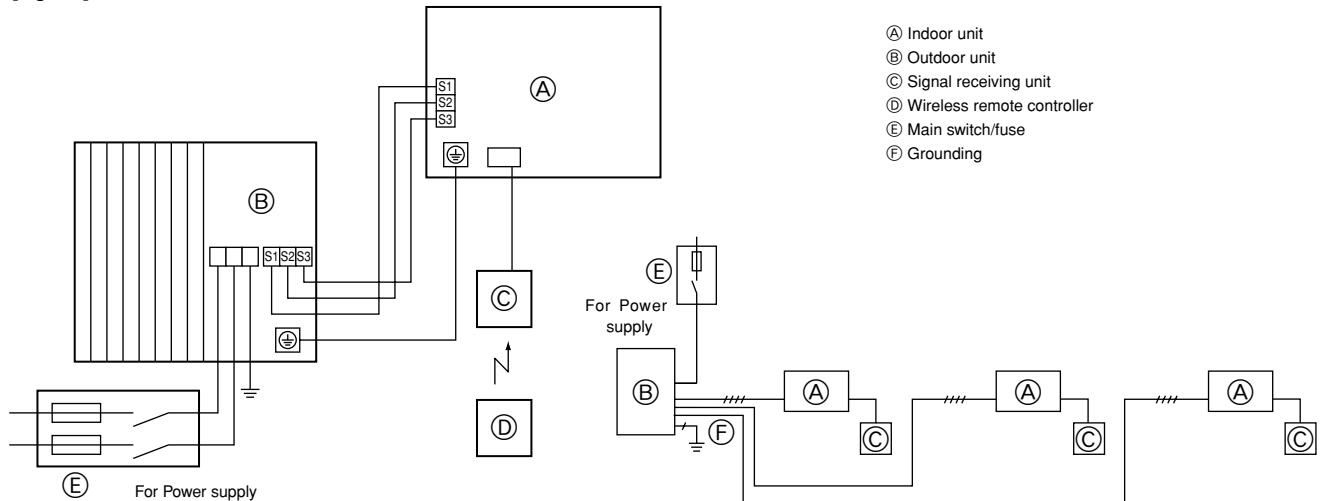 Ⓐ Indoor unit
Ⓑ Outdoor unit
Ⓒ Signal receiving unit
Ⓓ Wireless remote controller
Ⓔ Main switch/fuse
Ⓕ Grounding
S1
S2
S3
Ⓐ
Ⓑ
S1 S2 S3
Ⓒ
Ⓓ
Ⓔ
For Power supply
Ⓔ
For Power
supply
Ⓑ
Ⓕ
Ⓐ
Ⓒ
Ⓐ
Ⓒ
Ⓐ
Ⓒ